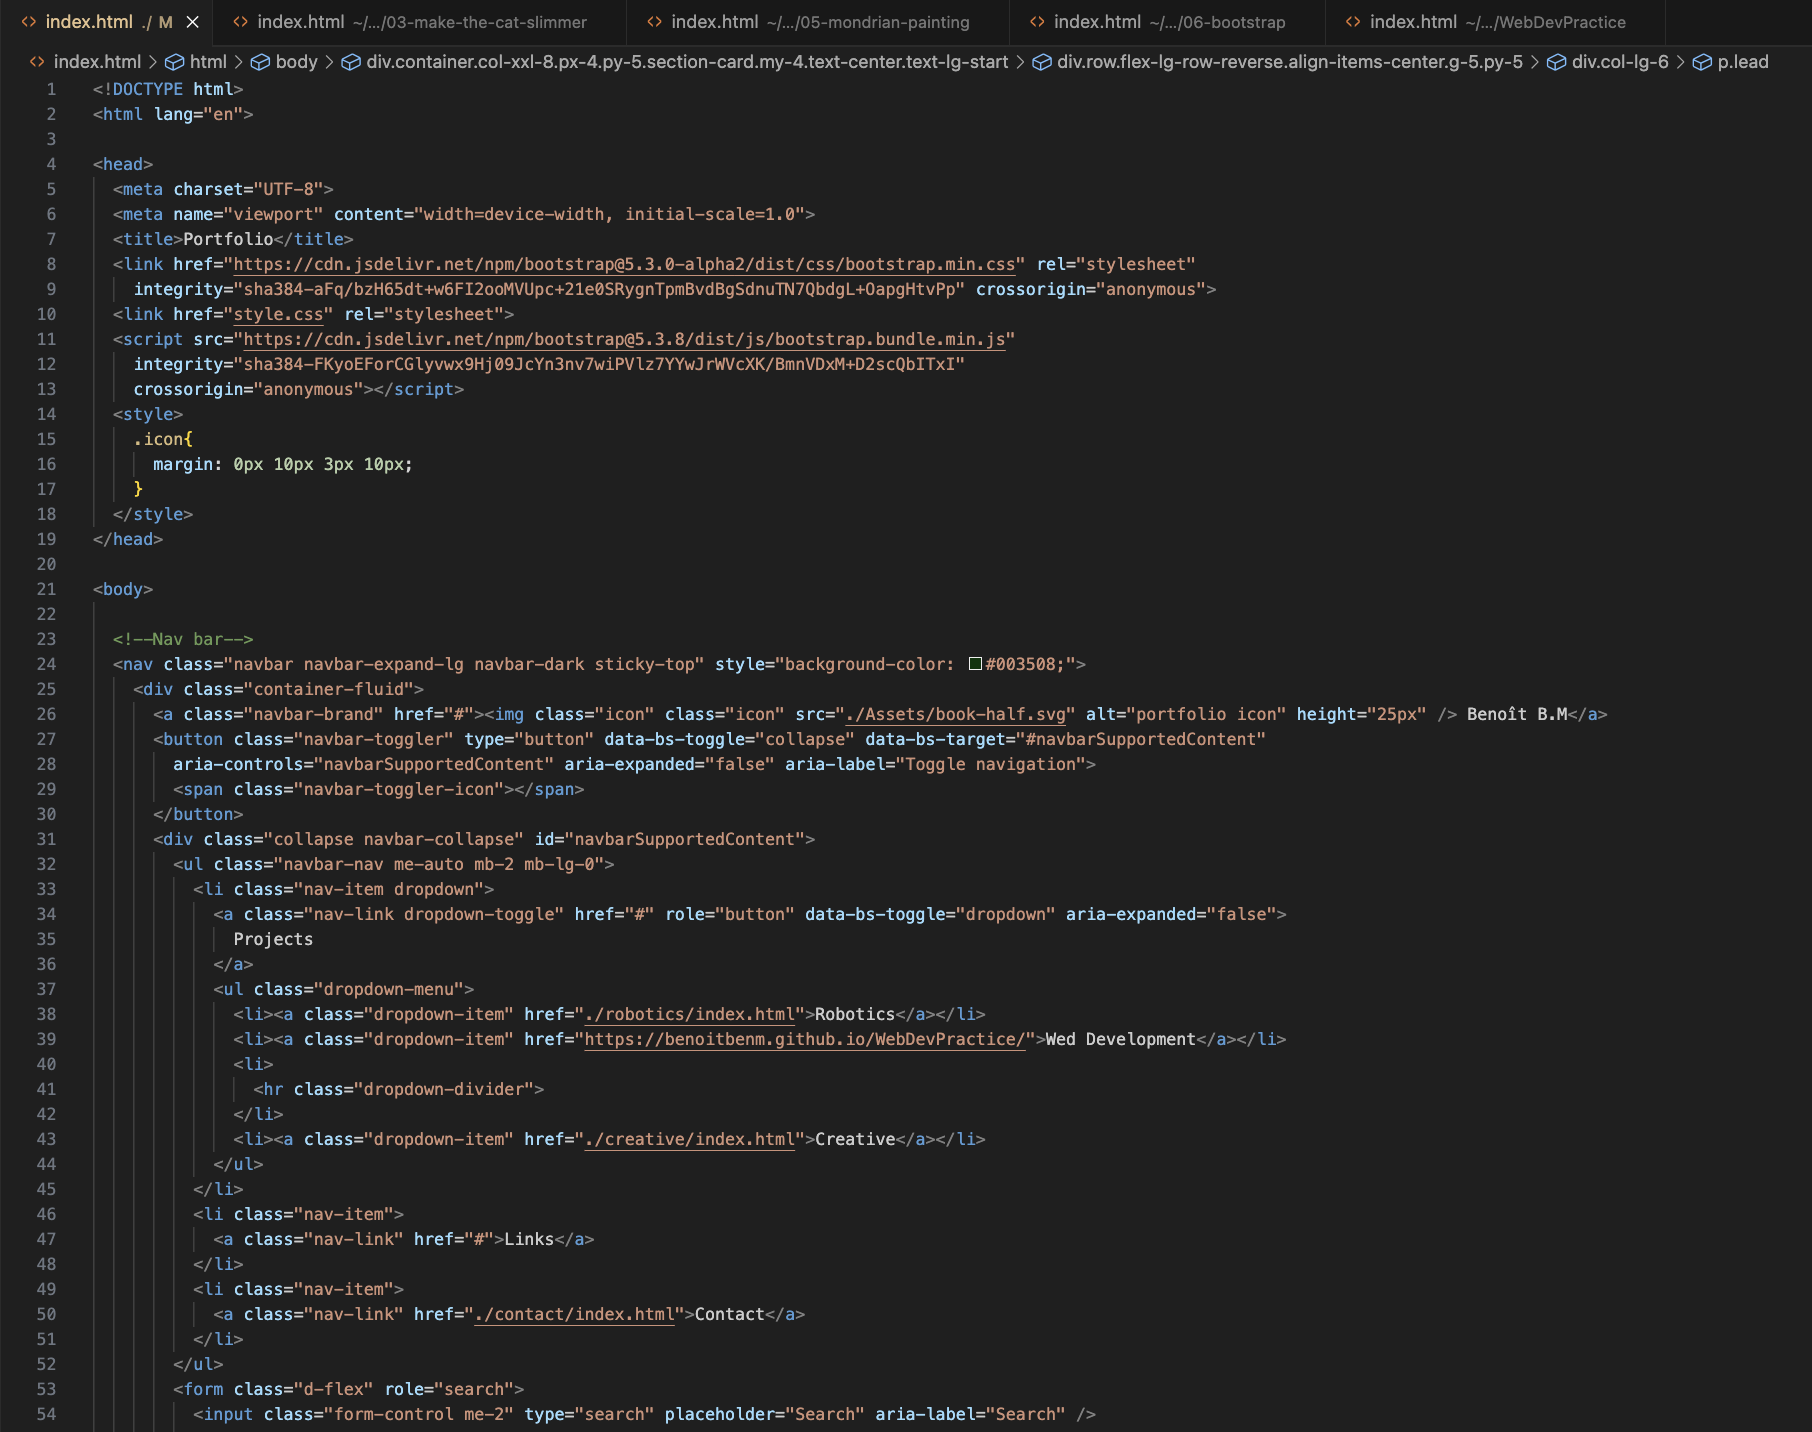 index.html ./ M
index.html ~/.../03-make-the-cat-slimmer
index.html ~/.../05-mondrian-painting
index.html ~/.../06-bootstrap
index.html ~/.../WebDevPractice
index.html > html > body > div.container.col-xxl-8.px-4.py-5.section-card.my-4.text-center.text-lg-start > div.row.flex-lg-row-reverse.align-items-center.g-5.py-5 > div.col-lg-6 > p.lead
1 <!DOCTYPE html>
2 <html lang="en">
3
4 <head>
5 <meta charset="UTF-8">
6 <meta name="viewport" content="width=device-width, initial-scale=1.0">
7 <title>Portfolio</title>
8 <link href="https://cdn.jsdelivr.net/npm/bootstrap@5.3.0-alpha2/dist/css/bootstrap.min.css" rel="stylesheet"
9 integrity="sha384-aFq/bzH65dt+w6FI2ooMVUpc+21e0SRygnTpmBvdBgSdnuTN7QbdgL+OapgHtvPp" crossorigin="anonymous">
10 <link href="style.css" rel="stylesheet">
11 <script src="https://cdn.jsdelivr.net/npm/bootstrap@5.3.8/dist/js/bootstrap.bundle.min.js"
12 integrity="sha384-FKyoEForCGlyvwx9Hj09JcYn3nv7wiPVlz7YYwJrWVcXK/BmnVDxM+D2scQbITxI"
13 crossorigin="anonymous"></script>
14 <style>
15 .icon{
16 margin: 0px 10px 3px 10px;
17 }
18 </style>
19 </head>
20
21 <body>
22
23 <!--Nav bar-->
24 <nav class="navbar navbar-expand-lg navbar-dark sticky-top" style="background-color: #003508;">
25 <div class="container-fluid">
26 <a class="navbar-brand" href="#"><img class="icon" class="icon" src="./Assets/book-half.svg" alt="portfolio icon" height="25px" /> Benoît B.M</a>
27 <button class="navbar-toggler" type="button" data-bs-toggle="collapse" data-bs-target="#navbarSupportedContent"
28 aria-controls="navbarSupportedContent" aria-expanded="false" aria-label="Toggle navigation">
29 <span class="navbar-toggler-icon"></span>
30 </button>
31 <div class="collapse navbar-collapse" id="navbarSupportedContent">
32 <ul class="navbar-nav me-auto mb-2 mb-lg-0">
33 <li class="nav-item dropdown">
34 <a class="nav-link dropdown-toggle" href="#" role="button" data-bs-toggle="dropdown" aria-expanded="false">
35 Projects
36 </a>
37 <ul class="dropdown-menu">
38 <li><a class="dropdown-item" href="./robotics/index.html">Robotics</a></li>
39 <li><a class="dropdown-item" href="https://benoitbenm.github.io/WebDevPractice/">Wed Development</a></li>
40 <li>
41 <hr class="dropdown-divider">
42 </li>
43 <li><a class="dropdown-item" href="./creative/index.html">Creative</a></li>
44 </ul>
45 </li>
46 <li class="nav-item">
47 <a class="nav-link" href="#">Links</a>
48 </li>
49 <li class="nav-item">
50 <a class="nav-link" href="./contact/index.html">Contact</a>
51 </li>
52 </ul>
53 <form class="d-flex" role="search">
54 <input class="form-control me-2" type="search" placeholder="Search" aria-label="Search" />